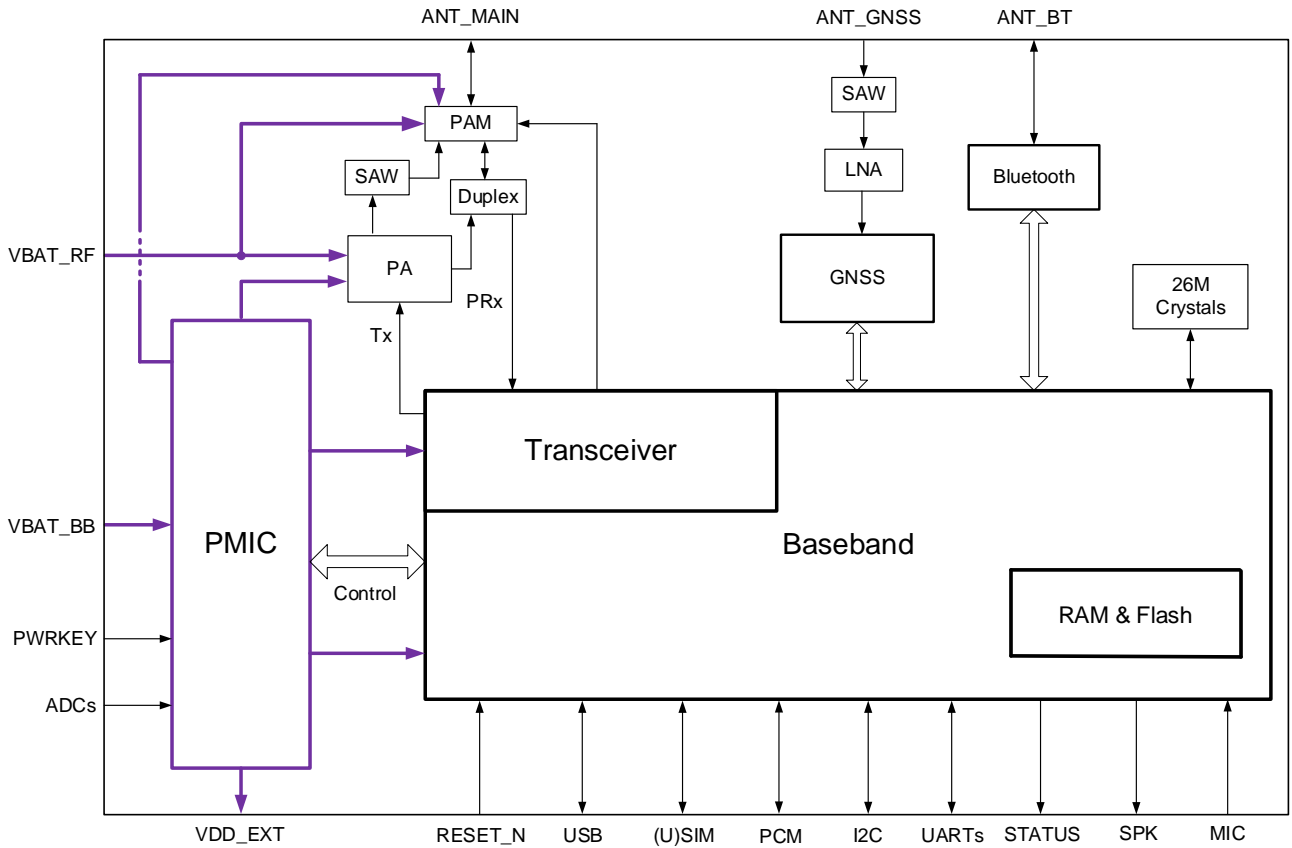 ANT_MAIN
ANT_GNSS
ANT_BT
SAW
PAM
SAW
LNA
Bluetooth
Duplex
VBAT_RF
PA
GNSS
26M
Crystals
PRx
Tx
Transceiver
VBAT_BB
PMIC
Baseband
Control
RAM & Flash
PWRKEY
ADCs
VDD_EXT
RESET_N
USB
(U)SIM
PCM
I2C
UARTs
STATUS
SPK
MIC